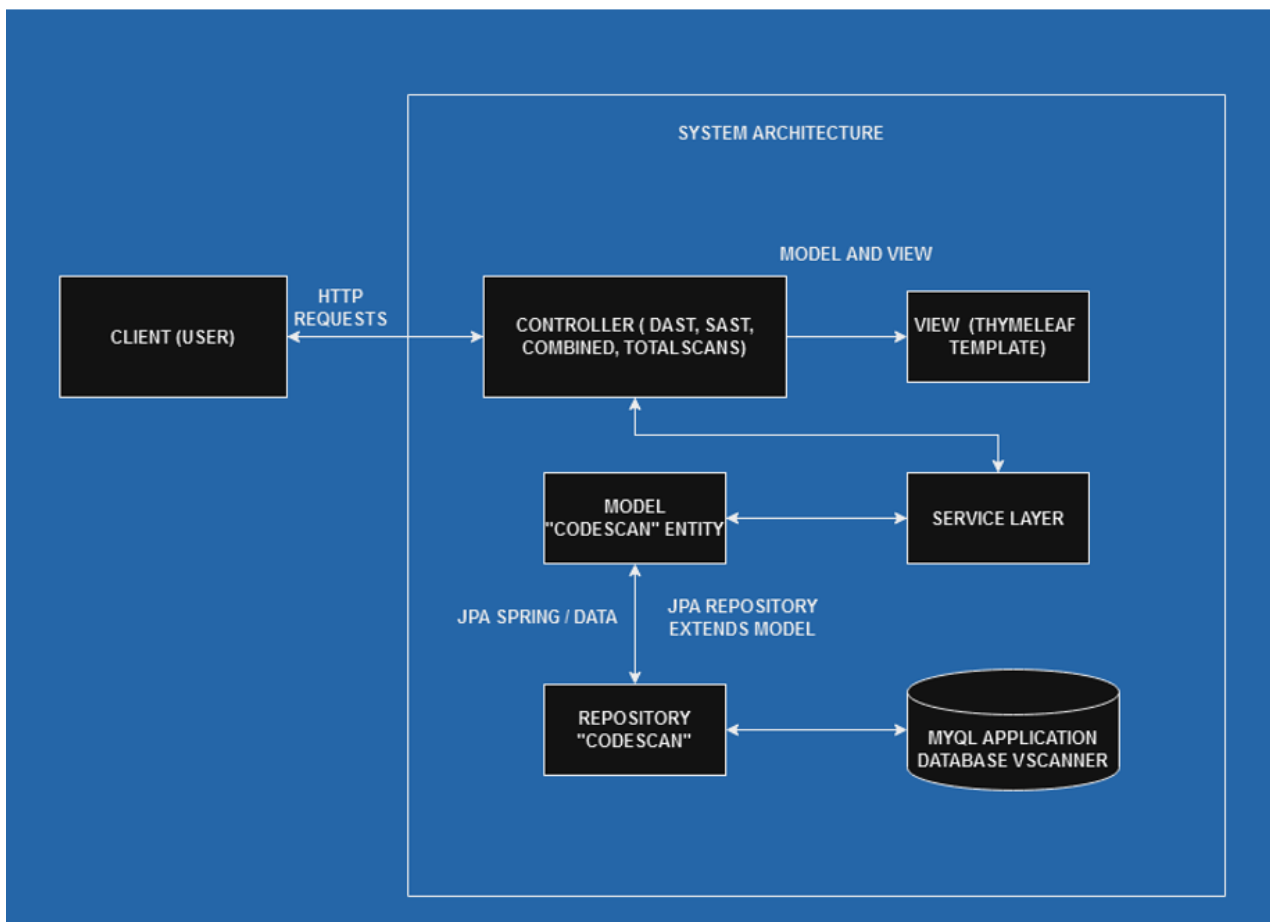 SYSTEM ARCHITECTURE
MODEL AND VIEW
HTTP
REQUESTS
CLIENT (USER)
CONTROLLER ( DAST, SAST,
COMBINED, TOTALSCANS)
VIEW (THYMELEAF
TEMPLATE)
MODEL
"CODESCAN" ENTITY
SERVICE LAYER
JPA SPRING / DATA
JPA REPOSITORY
EXTENDS MODEL
REPOSITORY
"CODESCAN"
MYQL APPLICATION
DATABASE VSCANNER